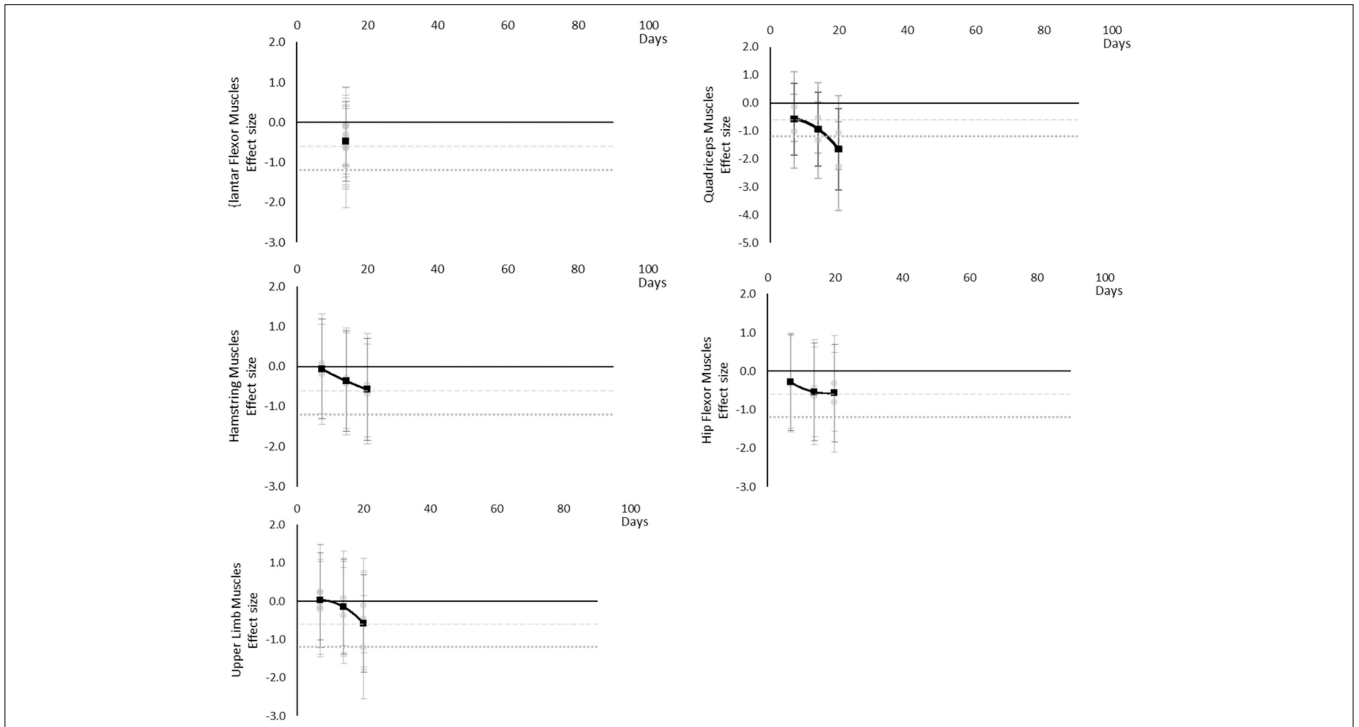 0 20 40 60 80 100
Days
2.0
1.0
0.0
-1.0
-2.0
-3.0
{lantar Flexor Muscles
Effect size
0 20 40 60 80 100
Days
2.0
1.0
0.0
-1.0
-2.0
-3.0
-4.0
-5.0
Quadriceps Muscles
Effect size
0 20 40 60 80 100
Days
2.0
1.0
0.0
-1.0
-2.0
-3.0
Hamstring Muscles
Effect size
0 20 40 60 80 100
Days
2.0
1.0
0.0
-1.0
-2.0
-3.0
Hip Flexor Muscles
Effect size
0 20 40 60 80 100
Days
2.0
1.0
0.0
-1.0
-2.0
-3.0
Upper Limb Muscles
Effect size